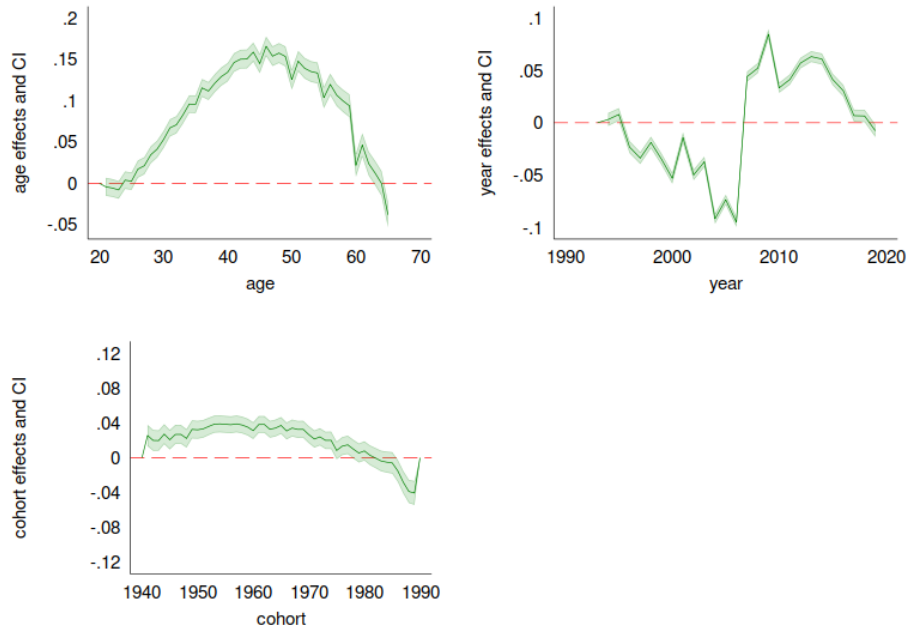 age effects and CI
.2
.15
.1
.05
0
-.05
20 30 40 50 60 70
age
year effects and CI
.1
.05
0
-.05
-.1
1990 2000 2010 2020
year
cohort effects and CI
.12
.08
.04
0
-.04
-.08
-.12
1940 1950 1960 1970 1980 1990
cohort